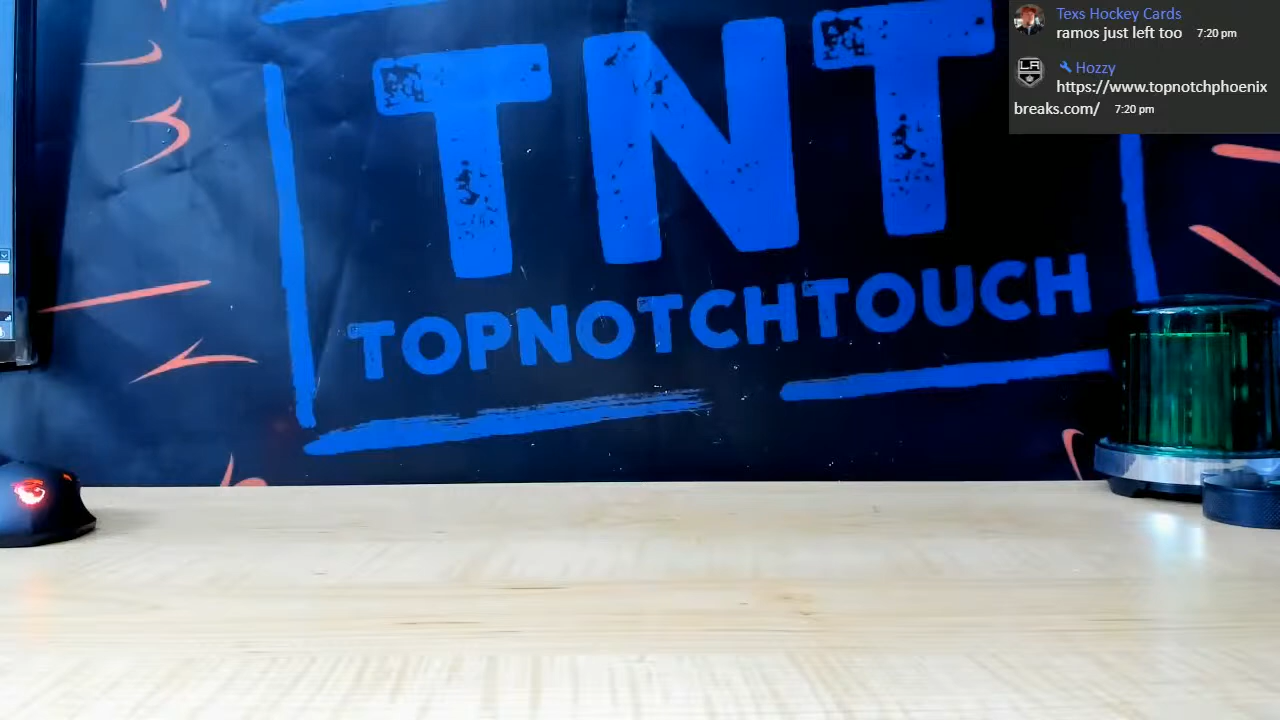 TNT
TOPNOTCHTOUCH
Texs Hockey Cards
ramos just left too 7:20 pm
LA
Hozzy
https://www.topnotchphoenix
breaks.com/ 7:20 pm